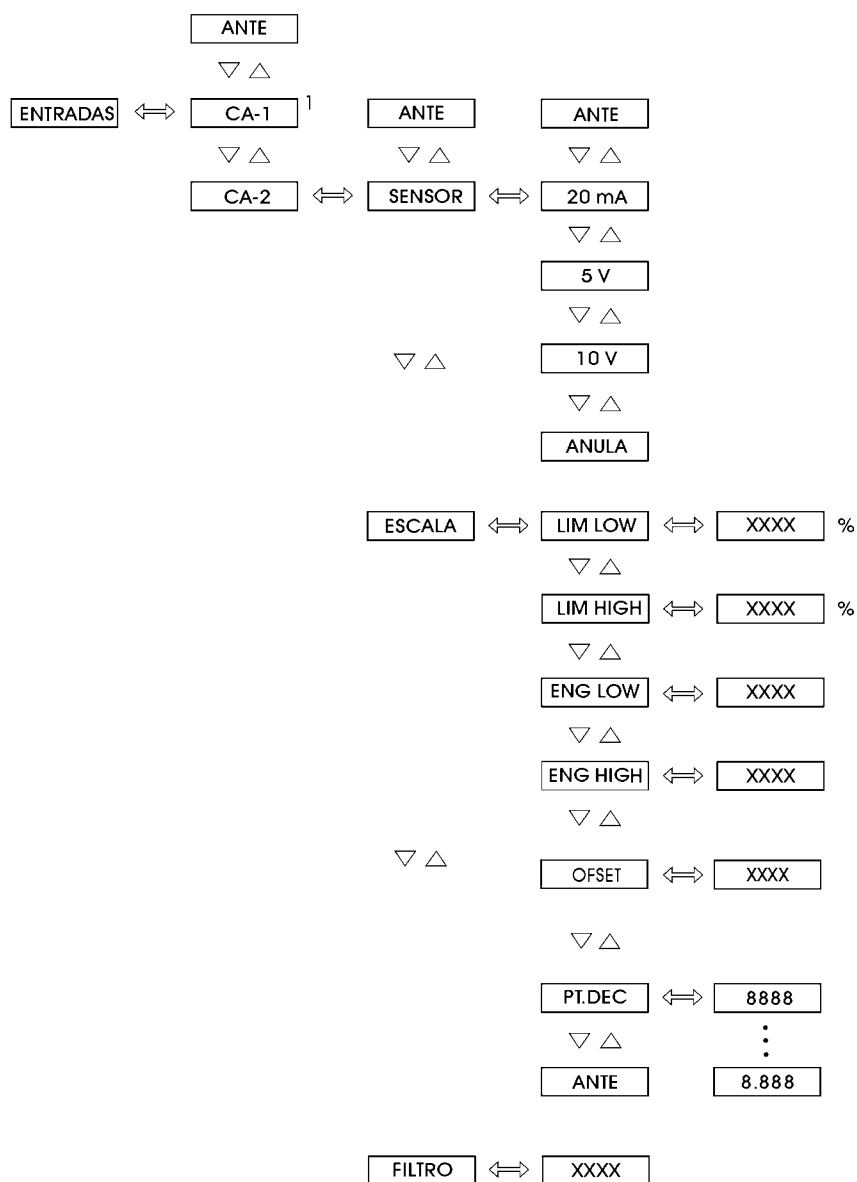 ANTE
ENTRADAS CA-1 1 ANTE ANTE
CA-2 SENSOR 20 mA
5 V
10 V
ANULA
ESCALA LIM LOW XXXX %
LIM HIGH XXXX %
ENG LOW XXXX
ENG HIGH XXXX
OFSET XXXX
PT.DEC 8888
ANTE 8.888
FILTRO XXXX